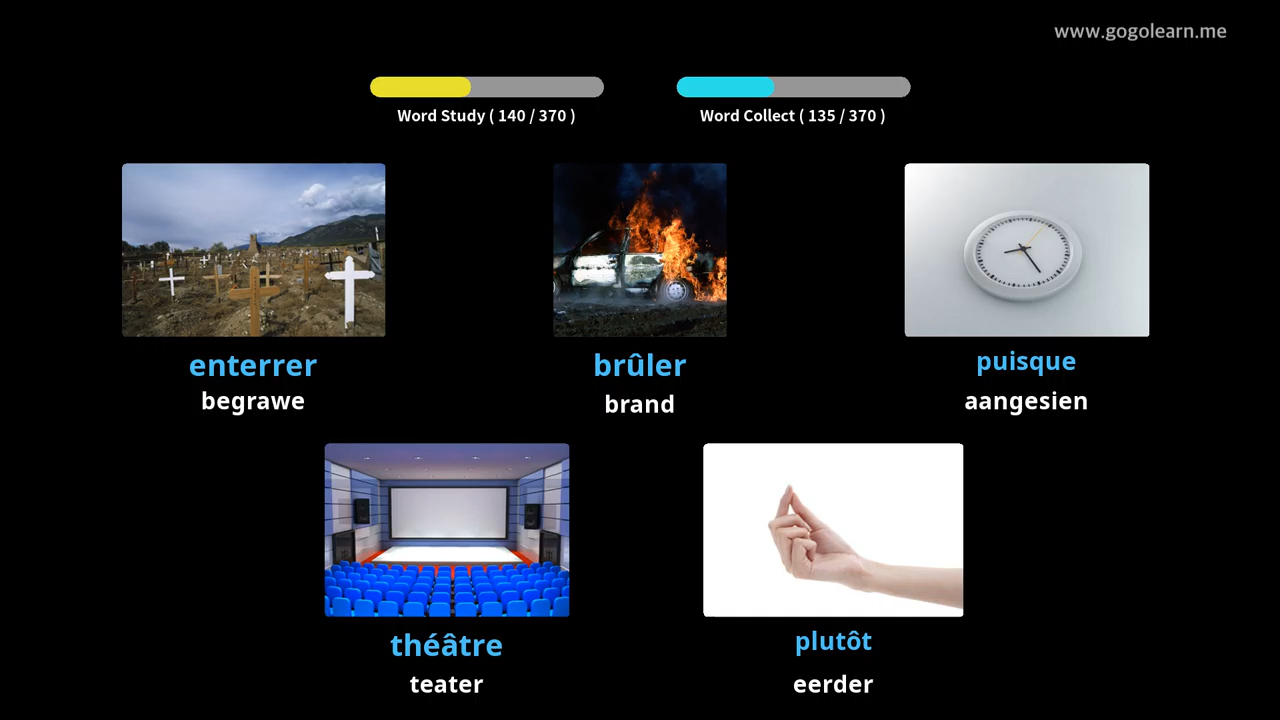 www.gogolearn.me
Word Study ( 140 / 370 )
Word Collect ( 135 / 370 )
enterrer
begrawe
brûler
brand
puisque
aangesien
théâtre
teater
plutôt
eerder